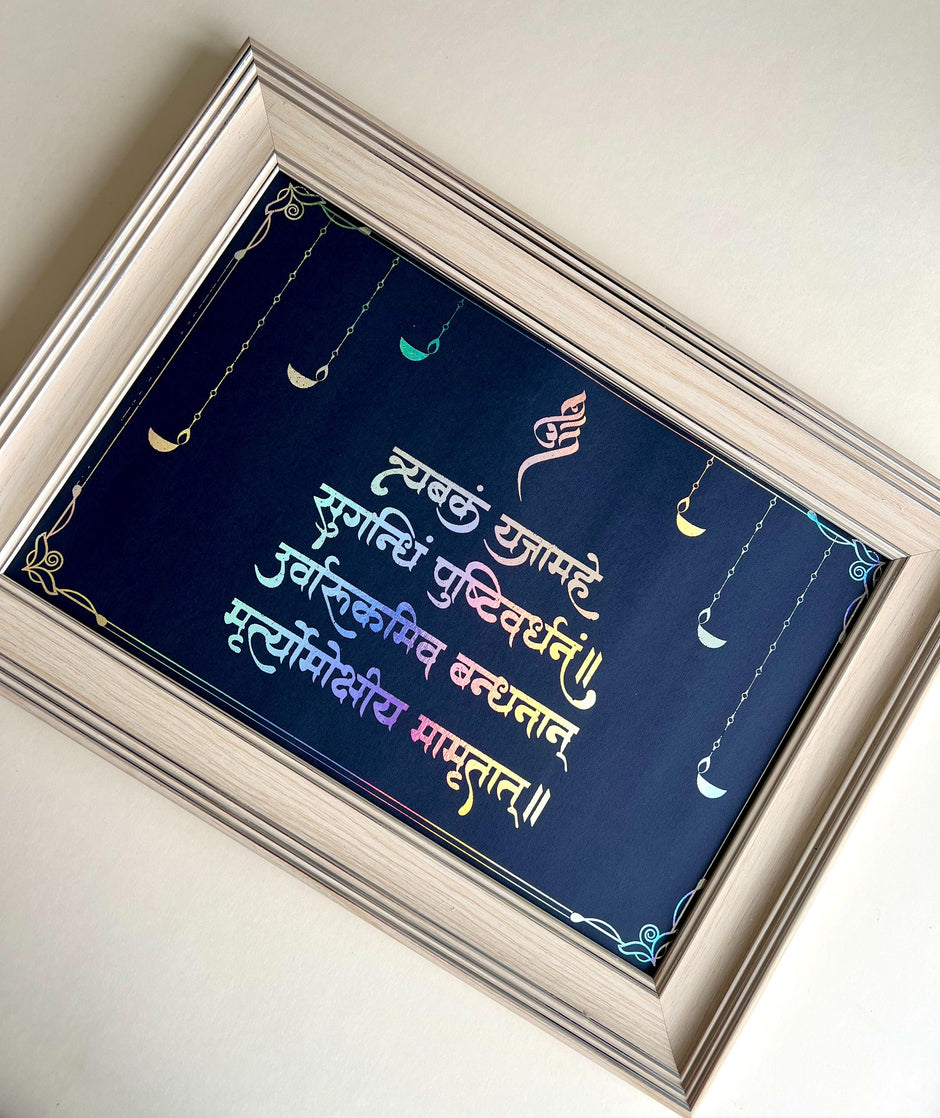 त्र्यबकं यजामहे
सुगन्धिं पुष्टिवर्धनं॥
उर्वारूकमिव बन्धनान्
मृत्योर्मोक्षीय मामृतात्॥